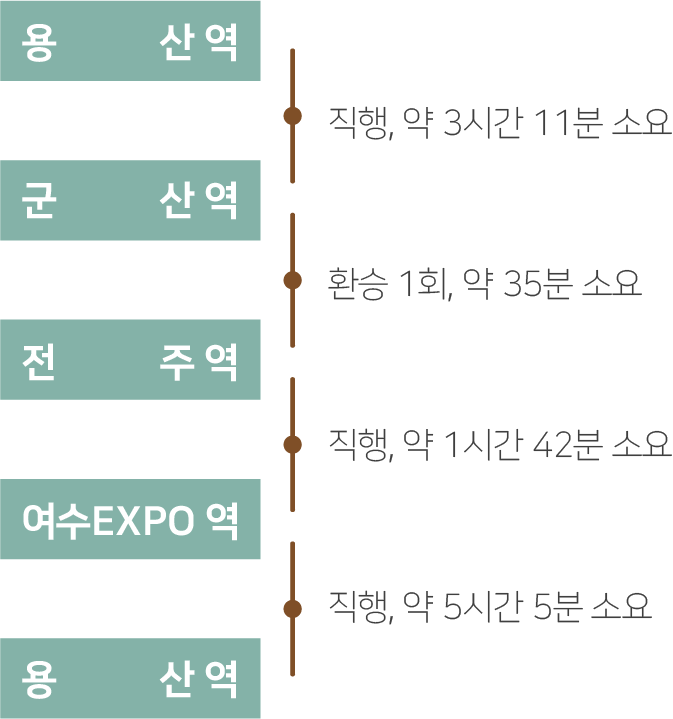 용 산 역
직행, 약 3시간 11분 소요
군 산 역
환승 1회, 약 35분 소요
전 주 역
직행, 약 1시간 42분 소요
여수EXPO 역
직행, 약 5시간 5분 소요
용 산 역